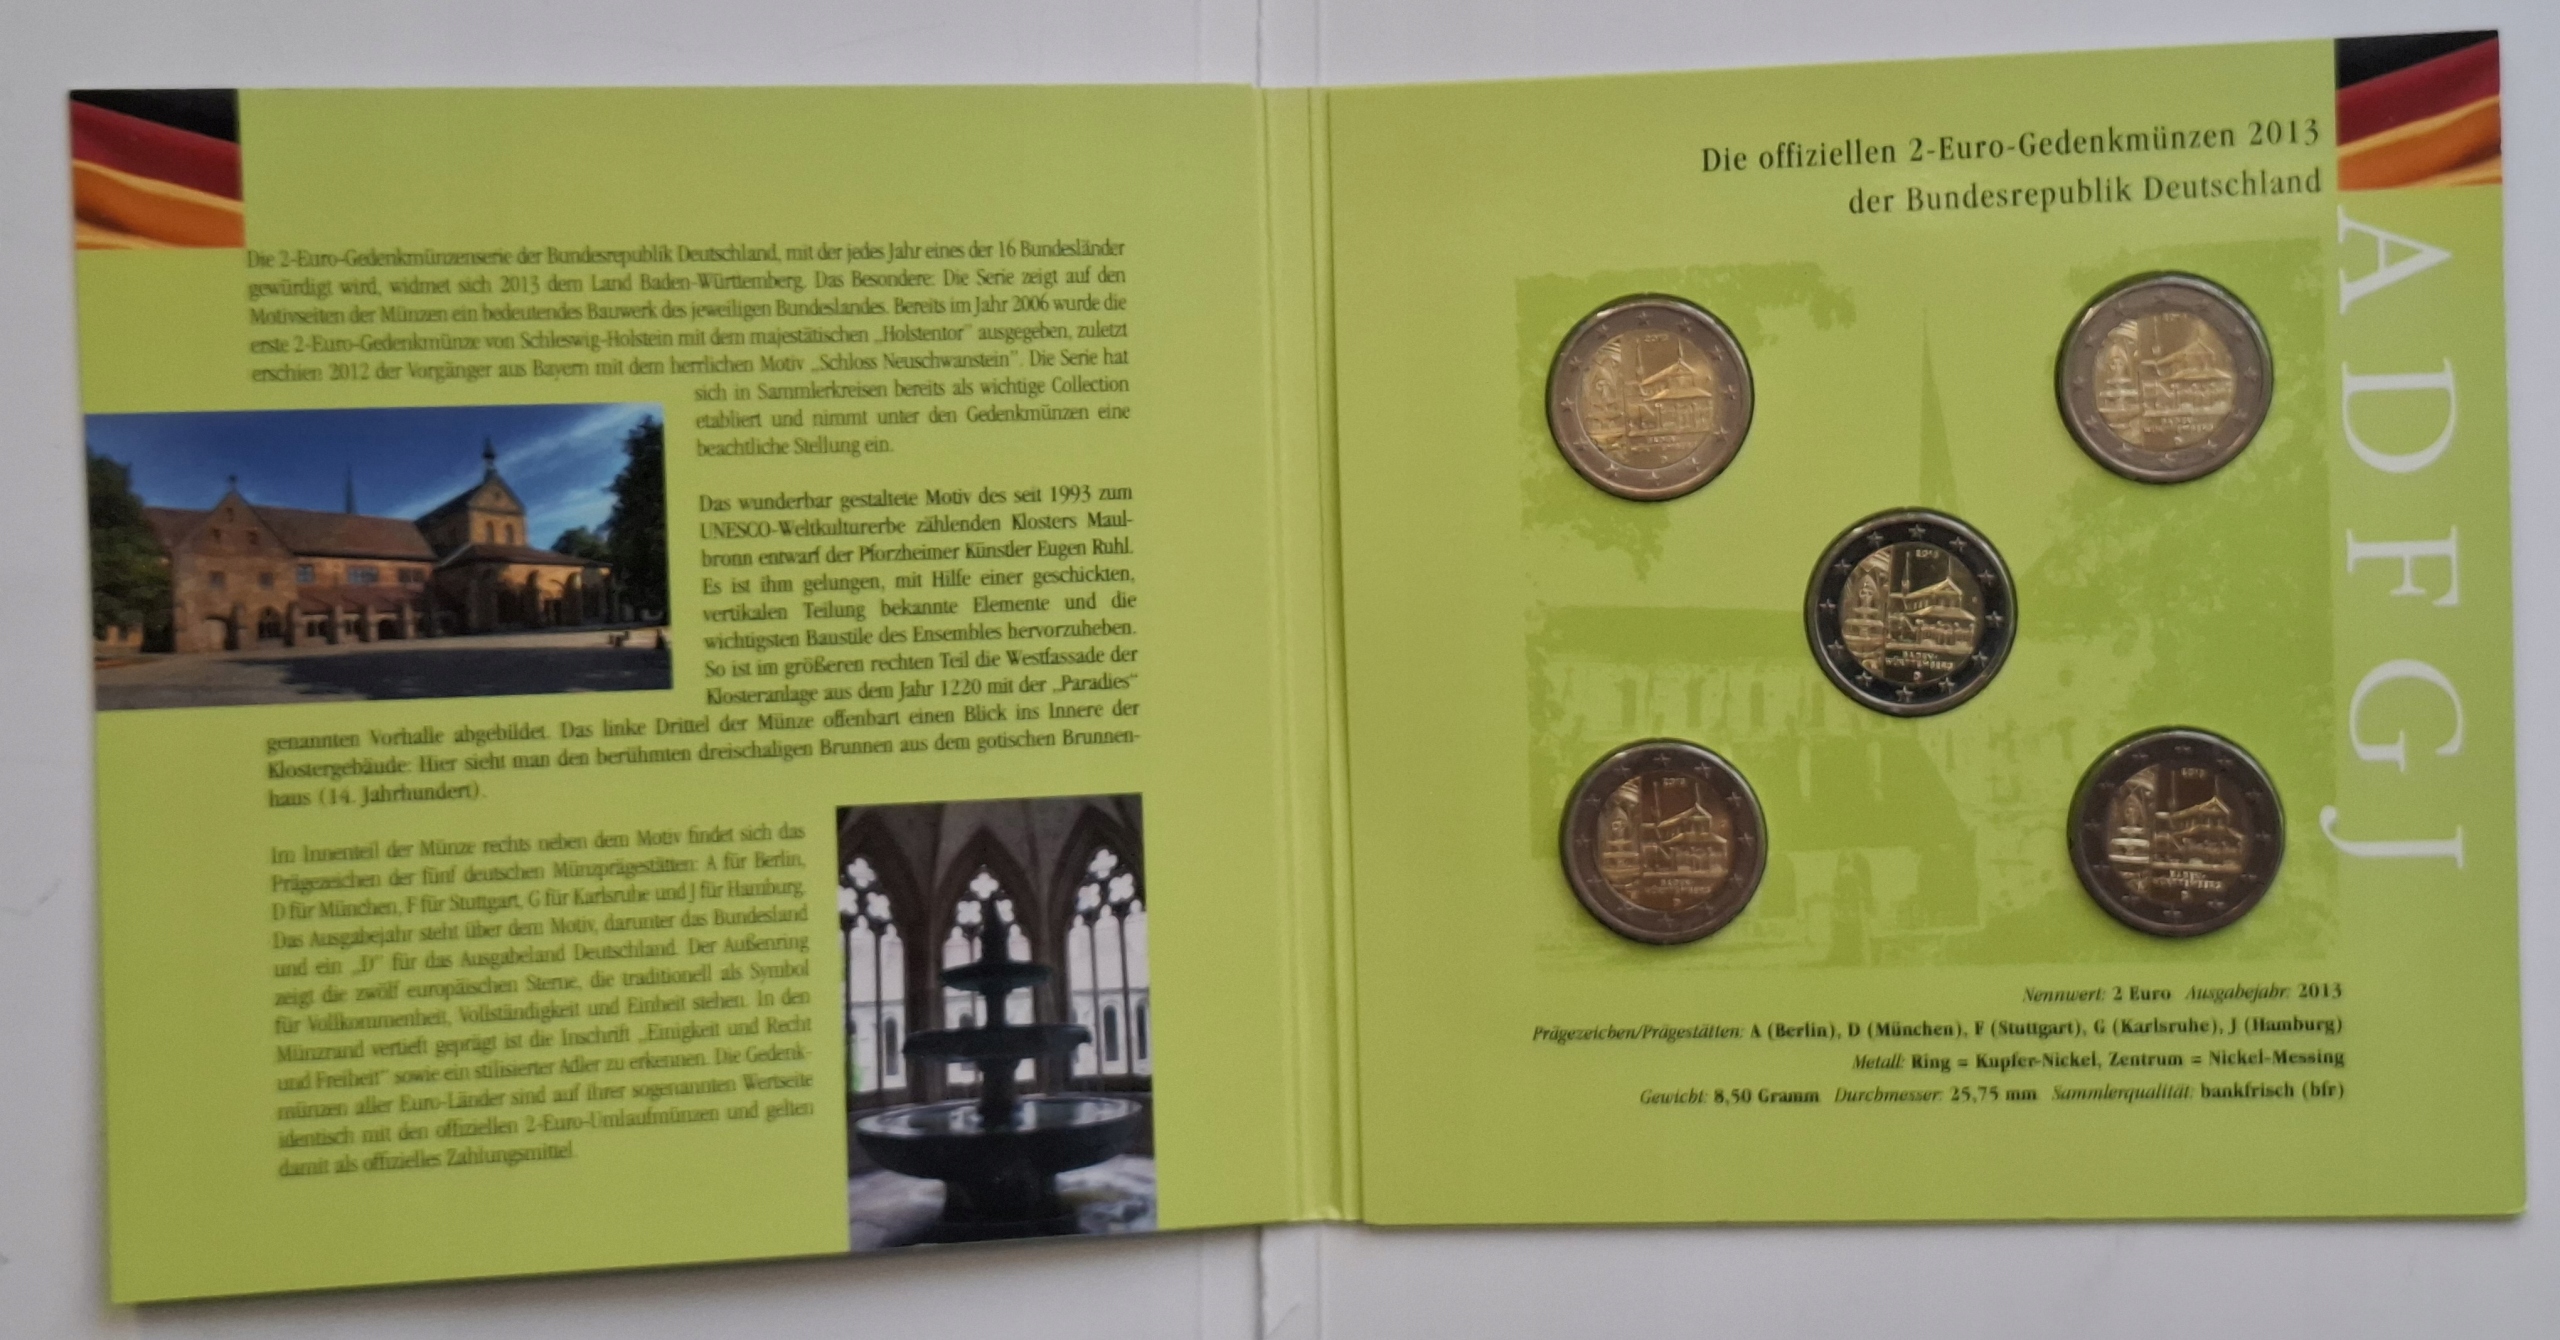 Die 2-Euro-Gedenkmünzenserie der Bundesrepublik Deutschland, mit der jedes Jahr eines der 16 Bundesländer
gewürdigt wird, widmet sich 2013 dem Land Baden-Württemberg. Das Besondere: Die Serie zeigt auf den
Motivseiten der Münzen ein bedeutendes Bauwerk des jeweiligen Bundeslandes. Bereits im Jahr 2006 wurde die
erste 2-Euro-Gedenkmünze von Schleswig-Holstein mit dem majestätischen „Holstentor" ausgegeben, zuletzt
erschien 2012 der Vorgänger aus Bayern mit dem herrlichen Motiv „Schloss Neuschwanstein". Die Serie hat
sich in Sammlerkreisen bereits als wichtige Collection
etabliert und nimmt unter den Gedenkmünzen eine
beachtliche Stellung ein.
Das wunderbar gestaltete Motiv des seit 1993 zum
UNESCO-Weltkulturerbe zählenden Klosters Maul-
bronn entwarf der Pforzheimer Künstler Eugen Ruhl.
Es ist ihm gelungen, mit Hilfe einer geschickten,
vertikalen Teilung bekannte Elemente und die
wichtigsten Baustile des Ensembles hervorzuheben.
So ist im größeren rechten Teil die Westfassade der
Klosteranlage aus dem Jahr 1220 mit der „Paradies"
genannten Vorhalle abgebildet. Das linke Drittel der Münze offenbart einen Blick ins Innere der
Klostergebäude: Hier sieht man den berühmten dreischaligen Brunnen aus dem gotischen Brunnen-
haus (14. Jahrhundert).
Im Innenteil der Münze rechts neben dem Motiv findet sich das
Prägezeichen der fünf deutschen Münzprägestätten: A für Berlin,
D für München, F für Stuttgart, G für Karlsruhe und J für Hamburg.
Das Ausgabejahr steht über dem Motiv, darunter das Bundesland
und ein „D" für das Ausgabeland Deutschland. Der Außenring
zeigt die zwölf europäischen Sterne, die traditionell als Symbol
für Vollkommenheit, Vollständigkeit und Einheit stehen. In den
Münzrand vertieft geprägt ist die Inschrift „Einigkeit und Recht
und Freiheit" sowie ein stilisierter Adler zu erkennen. Die Gedenk-
münzen aller Euro-Länder sind auf ihrer sogenannten Wertseite
identisch mit den offiziellen 2-Euro-Umlaufmünzen und gelten
damit als offizielles Zahlungsmittel.
Die offiziellen 2-Euro-Gedenkmünzen 2013
der Bundesrepublik Deutschland
A D F G J
2013
BADEN-
WÜRTTEMBERG
D
2013
BADEN-
WÜRTTEMBERG
D
2013
BADEN-
WÜRTTEMBERG
D
2013
BADEN-
WÜRTTEMBERG
D
2013
BADEN-
WÜRTTEMBERG
D
Nennwert: 2 Euro Ausgabejahr: 2013
Prägezeichen/Prägestätten: A (Berlin), D (München), F (Stuttgart), G (Karlsruhe), J (Hamburg)
Metall: Ring = Kupfer-Nickel, Zentrum = Nickel-Messing
Gewicht: 8,50 Gramm Durchmesser: 25,75 mm Sammlerqualität: bankfrisch (bfr)